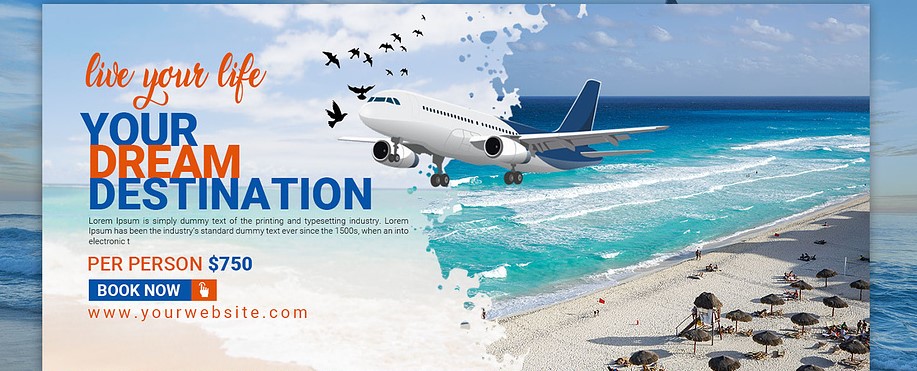 live your life
YOUR
DREAM
DESTINATION
Lorem Ipsum is simply dummy text of the printing and typesetting industry. Lorem
Ipsum has been the industry's standard dummy text ever since the 1500s, when an into
electronic t
PER PERSON $750
BOOK NOW
www.yourwebsite.com